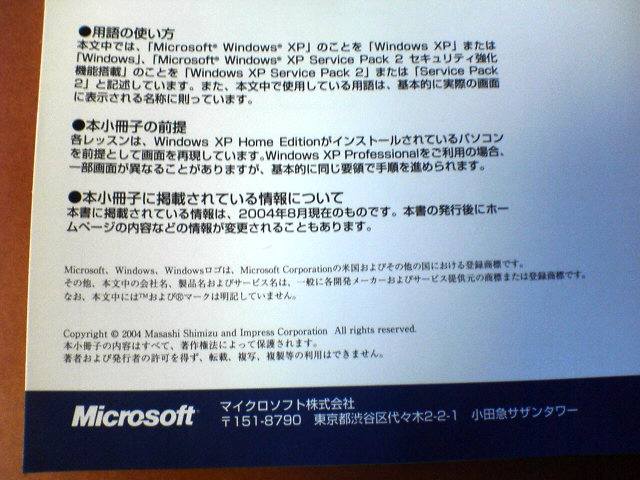 ●用語の使い方
本文中では、「Microsoft® Windows® XP」のことを「Windows XP」または
「Windows」、「Microsoft® Windows® XP Service Pack 2 セキュリティ強化
機能搭載」のことを「Windows XP Service Pack 2」または「Service Pack
2」と記述しています。また、本文中で使用している用語は、基本的に実際の画面
に表示される名称に則っています。
●本小冊子の前提
各レッスンは、Windows XP Home Editionがインストールされているパソコン
を前提として画面を再現しています。Windows XP Professionalをご利用の場合、
一部画面が異なることがありますが、基本的に同じ要領で手順を進められます。
●本小冊子に掲載されている情報について
本書に掲載されている情報は、2004年8月現在のものです。本書の発行後にホー
ムページの内容などの情報が変更されることもあります。
Microsoft、Windows、Windowsロゴは、Microsoft Corporationの米国およびその他の国における登録商標です。
その他、本文中の会社名、製品名およびサービス名は、一般に各開発メーカーおよびサービス提供元の商標または登録商標です。
なお、本文中には™および®マークは明記していません。
Copyright © 2004 Masashi Shimizu and Impress Corporation All rights reserved.
本小冊子の内容はすべて、著作権法によって保護されます。
著者および発行者の許可を得ず、転載、複写、複製等の利用はできません。
Microsoft
マイクロソフト株式会社
〒151-8790 東京都渋谷区代々木2-2-1 小田急サザンタワー